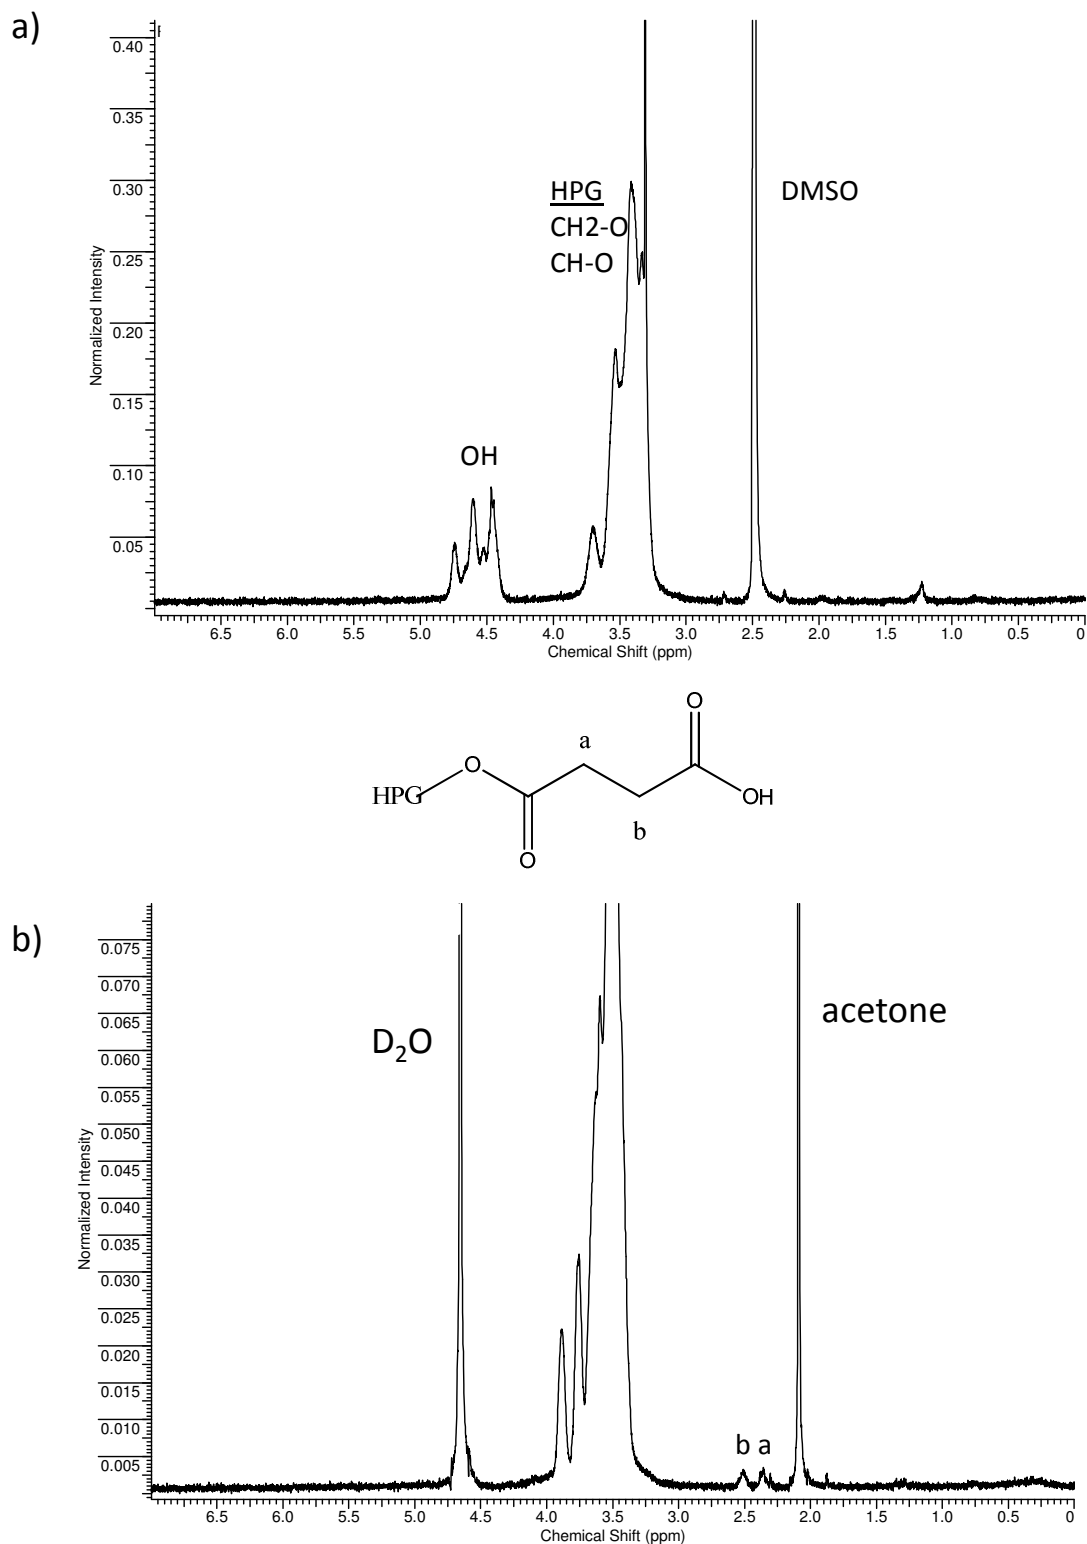 a)
0.40
0.35
0.30
0.25
0.20
0.15
0.10
0.05
Normalized Intensity
HPG
CH2-O
CH-O
DMSO
OH
6.5 6.0 5.5 5.0 4.5 4.0 3.5 3.0 2.5 2.0 1.5 1.0 0.5 0
Chemical Shift (ppm)
O
a
O
HPG
OH
b
O
b)
0.075
0.070
0.065
0.060
0.055
0.050
0.045
0.040
0.035
0.030
0.025
0.020
0.015
0.010
0.005
Normalized Intensity
D2O
acetone
b a
6.5 6.0 5.5 5.0 4.5 4.0 3.5 3.0 2.5 2.0 1.5 1.0 0.5 0
Chemical Shift (ppm)